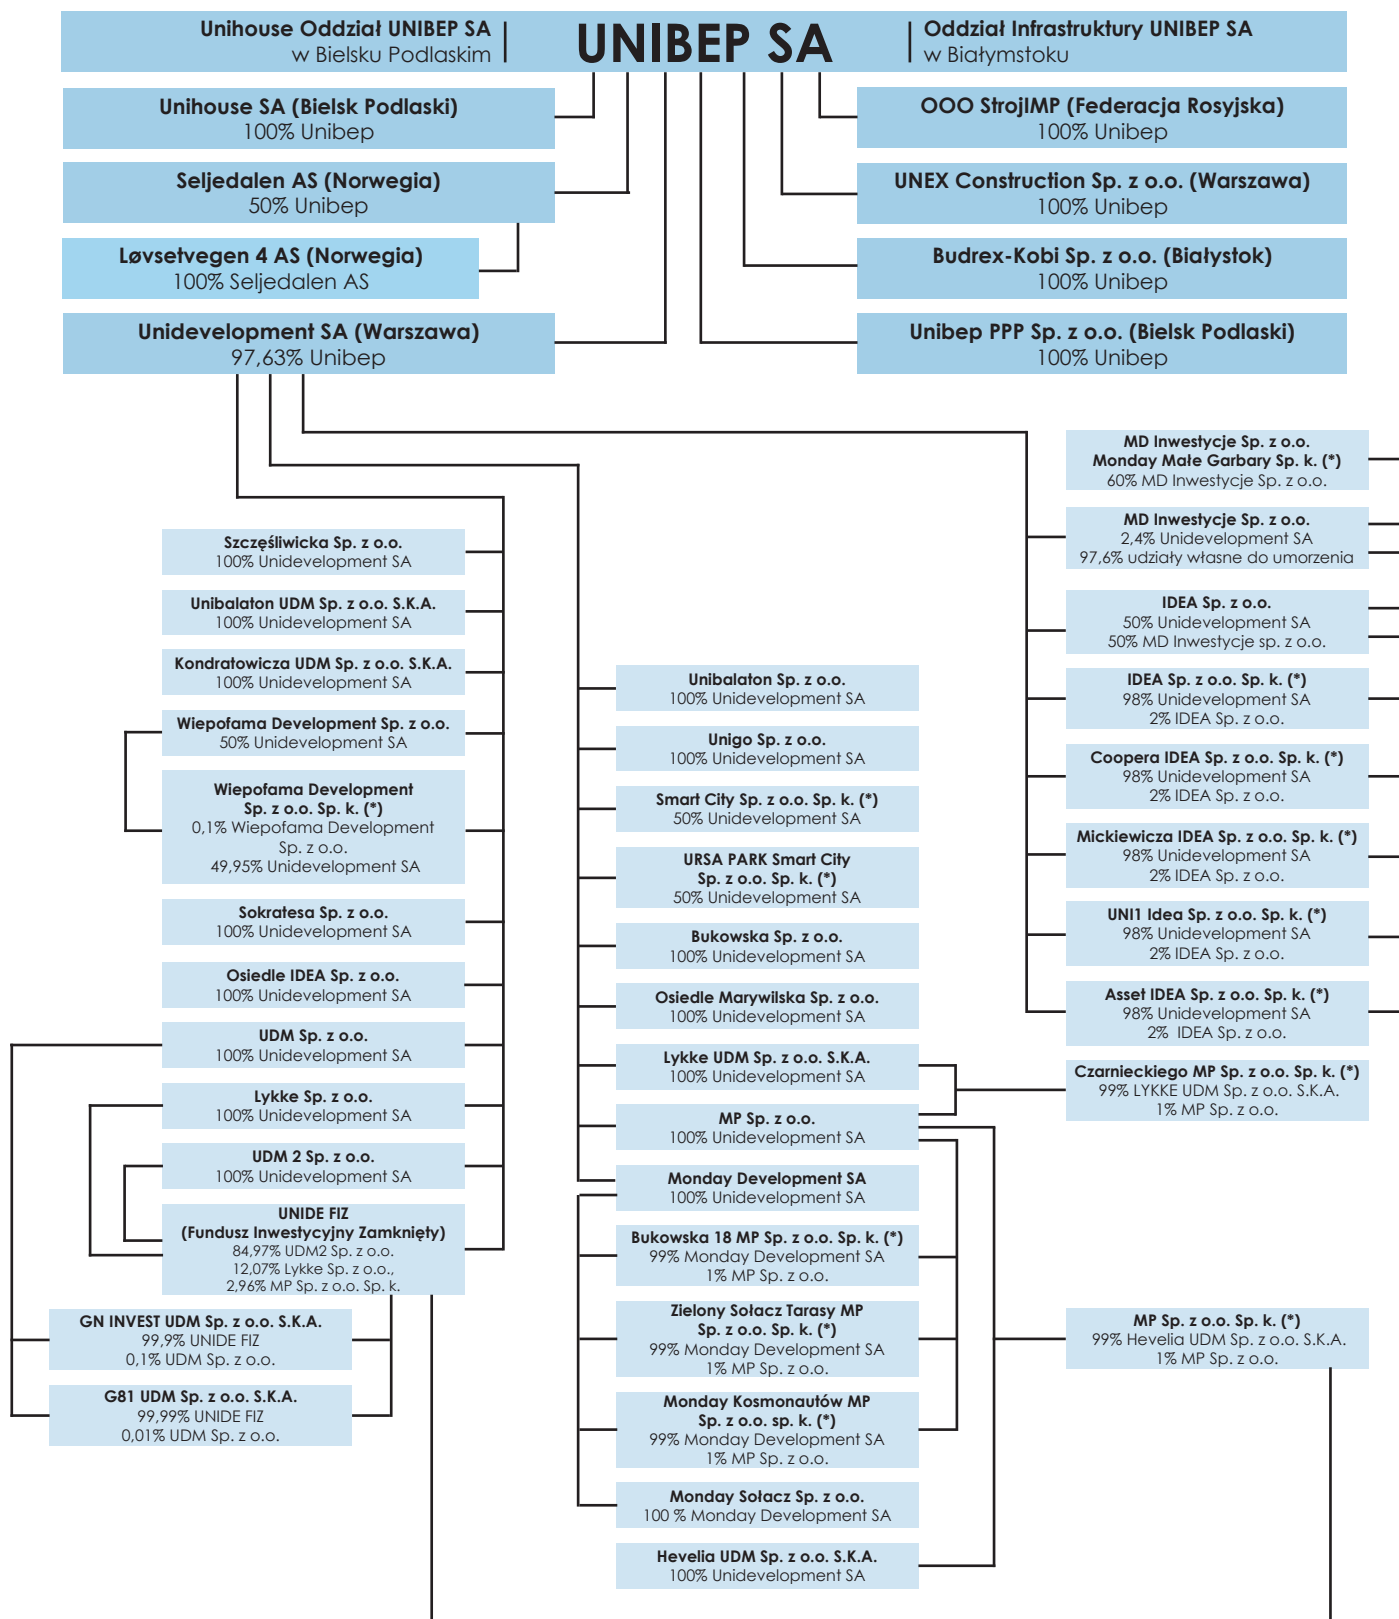 Unihouse Oddział UNIBEP SA
w Bielsku Podlaskim
UNIBEP SA
Oddział Infrastruktury UNIBEP SA
w Białymstoku
Unihouse SA (Bielsk Podlaski)
100% Unibep
Seljedalen AS (Norwegia)
50% Unibep
Løvsetvegen 4 AS (Norwegia)
100% Seljedalen AS
Unidevelopment SA (Warszawa)
97,63% Unibep
OOO StrojIMP (Federacja Rosyjska)
100% Unibep
UNEX Construction Sp. z o.o. (Warszawa)
100% Unibep
Budrex-Kobi Sp. z o.o. (Białystok)
100% Unibep
Unibep PPP Sp. z o.o. (Bielsk Podlaski)
100% Unibep
Szczęśliwicka Sp. z o.o.
100% Unidevelopment SA
Unibalaton UDM Sp. z o.o. S.K.A.
100% Unidevelopment SA
Kondratowicza UDM Sp. z o.o. S.K.A.
100% Unidevelopment SA
Wiepofama Development Sp. z o.o.
50% Unidevelopment SA
Wiepofama Development
Sp. z o.o. Sp. k. (*)
0,1% Wiepofama Development
Sp. z o.o.
49,95% Unidevelopment SA
Sokratesa Sp. z o.o.
100% Unidevelopment SA
Osiedle IDEA Sp. z o.o.
100% Unidevelopment SA
UDM Sp. z o.o.
100% Unidevelopment SA
Lykke Sp. z o.o.
100% Unidevelopment SA
UDM 2 Sp. z o.o.
100% Unidevelopment SA
UNIDE FIZ
(Fundusz Inwestycyjny Zamknięty)
84,97% UDM2 Sp. z o.o.
12,07% Lykke Sp. z o.o.,
2,96% MP Sp. z o.o. Sp. k.
GN INVEST UDM Sp. z o.o. S.K.A.
99,9% UNIDE FIZ
0,1% UDM Sp. z o.o.
G81 UDM Sp. z o.o. S.K.A.
99,99% UNIDE FIZ
0,01% UDM Sp. z o.o.
Unibalaton Sp. z o.o.
100% Unidevelopment SA
Unigo Sp. z o.o.
100% Unidevelopment SA
Smart City Sp. z o.o. Sp. k. (*)
50% Unidevelopment SA
URSA PARK Smart City
Sp. z o.o. Sp. k. (*)
50% Unidevelopment SA
Bukowska Sp. z o.o.
100% Unidevelopment SA
Osiedle Marywilska Sp. z o.o.
100% Unidevelopment SA
Lykke UDM Sp. z o.o. S.K.A.
100% Unidevelopment SA
MP Sp. z o.o.
100% Unidevelopment SA
Monday Development SA
100% Unidevelopment SA
Bukowska 18 MP Sp. z o.o. Sp. k. (*)
99% Monday Development SA
1% MP Sp. z o.o.
Zielony Sołacz Tarasy MP
Sp. z o.o. Sp. k. (*)
99% Monday Development SA
1% MP Sp. z o.o.
Monday Kosmonautów MP
Sp. z o.o. sp. k. (*)
99% Monday Development SA
1% MP Sp. z o.o.
Monday Sołacz Sp. z o.o.
100 % Monday Development SA
Hevelia UDM Sp. z o.o. S.K.A.
100% Unidevelopment SA
MD Inwestycje Sp. z o.o.
Monday Małe Garbary Sp. k. (*)
60% MD Inwestycje Sp. z o.o.
MD Inwestycje Sp. z o.o.
2,4% Unidevelopment SA
97,6% udziały własne do umorzenia
IDEA Sp. z o.o.
50% Unidevelopment SA
50% MD Inwestycje sp. z o.o.
IDEA Sp. z o.o. Sp. k. (*)
98% Unidevelopment SA
2% IDEA Sp. z o.o.
Coopera IDEA Sp. z o.o. Sp. k. (*)
98% Unidevelopment SA
2% IDEA Sp. z o.o.
Mickiewicza IDEA Sp. z o.o. Sp. k. (*)
98% Unidevelopment SA
2% IDEA Sp. z o.o.
UNI1 Idea Sp. z o.o. Sp. k. (*)
98% Unidevelopment SA
2% IDEA Sp. z o.o.
Asset IDEA Sp. z o.o. Sp. k. (*)
98% Unidevelopment SA
2% IDEA Sp. z o.o.
Czarnieckiego MP Sp. z o.o. Sp. k. (*)
99% LYKKE UDM Sp. z o.o. S.K.A.
1% MP Sp. z o.o.
MP Sp. z o.o. Sp. k. (*)
99% Hevelia UDM Sp. z o.o. S.K.A.
1% MP Sp. z o.o.